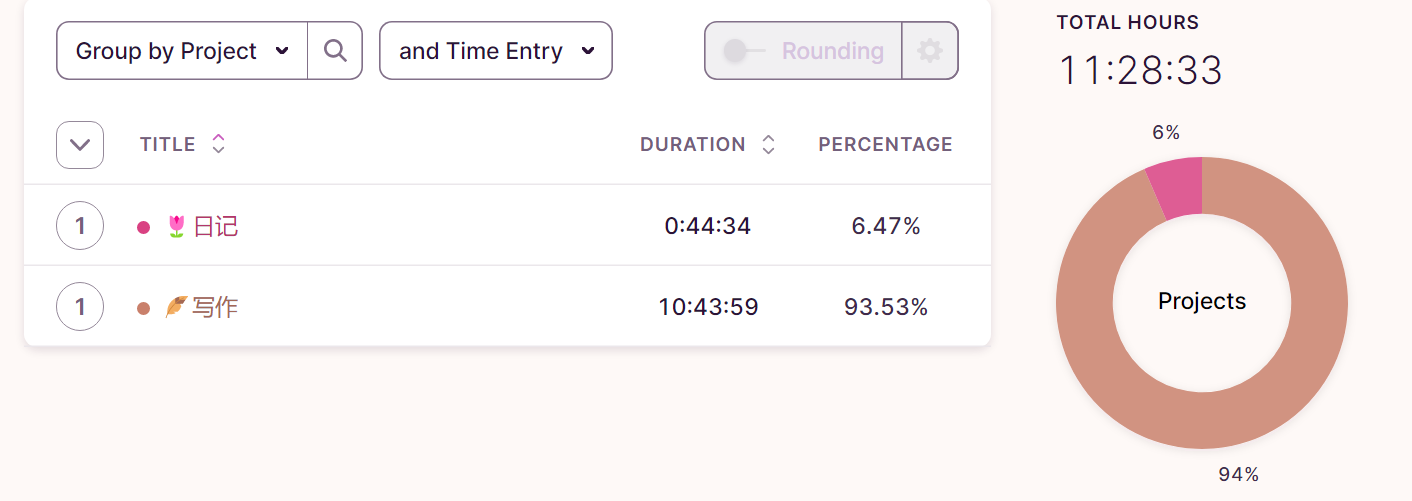 Group by Project and Time Entry Rounding
TITLE DURATION PERCENTAGE
1 🌷日记 0:44:34 6.47%
1 🍂写作 10:43:59 93.53%
TOTAL HOURS
11:28:33
6%
Projects
94%